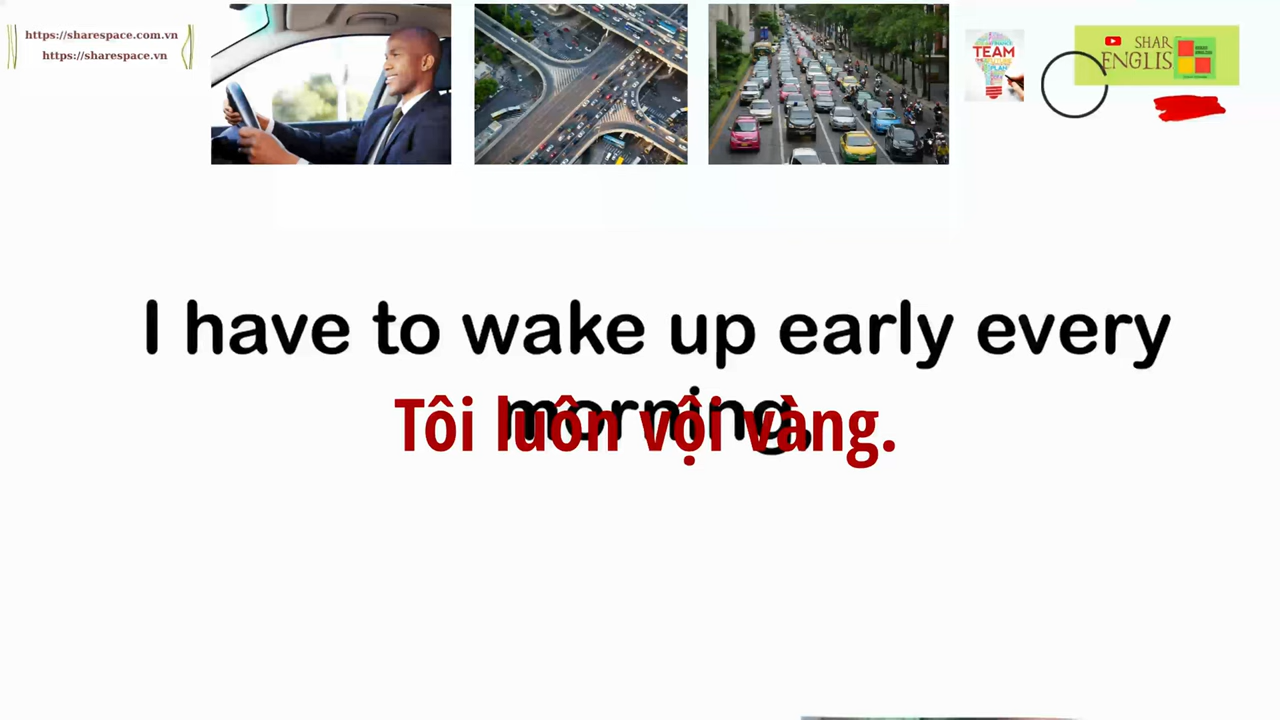 https://sharespace.com.vn
https://sharespace.vn
TEAM
PLAN
SHAR
ENGLIS
I have to wake up early every
morning.
Tôi luôn vội vàng.